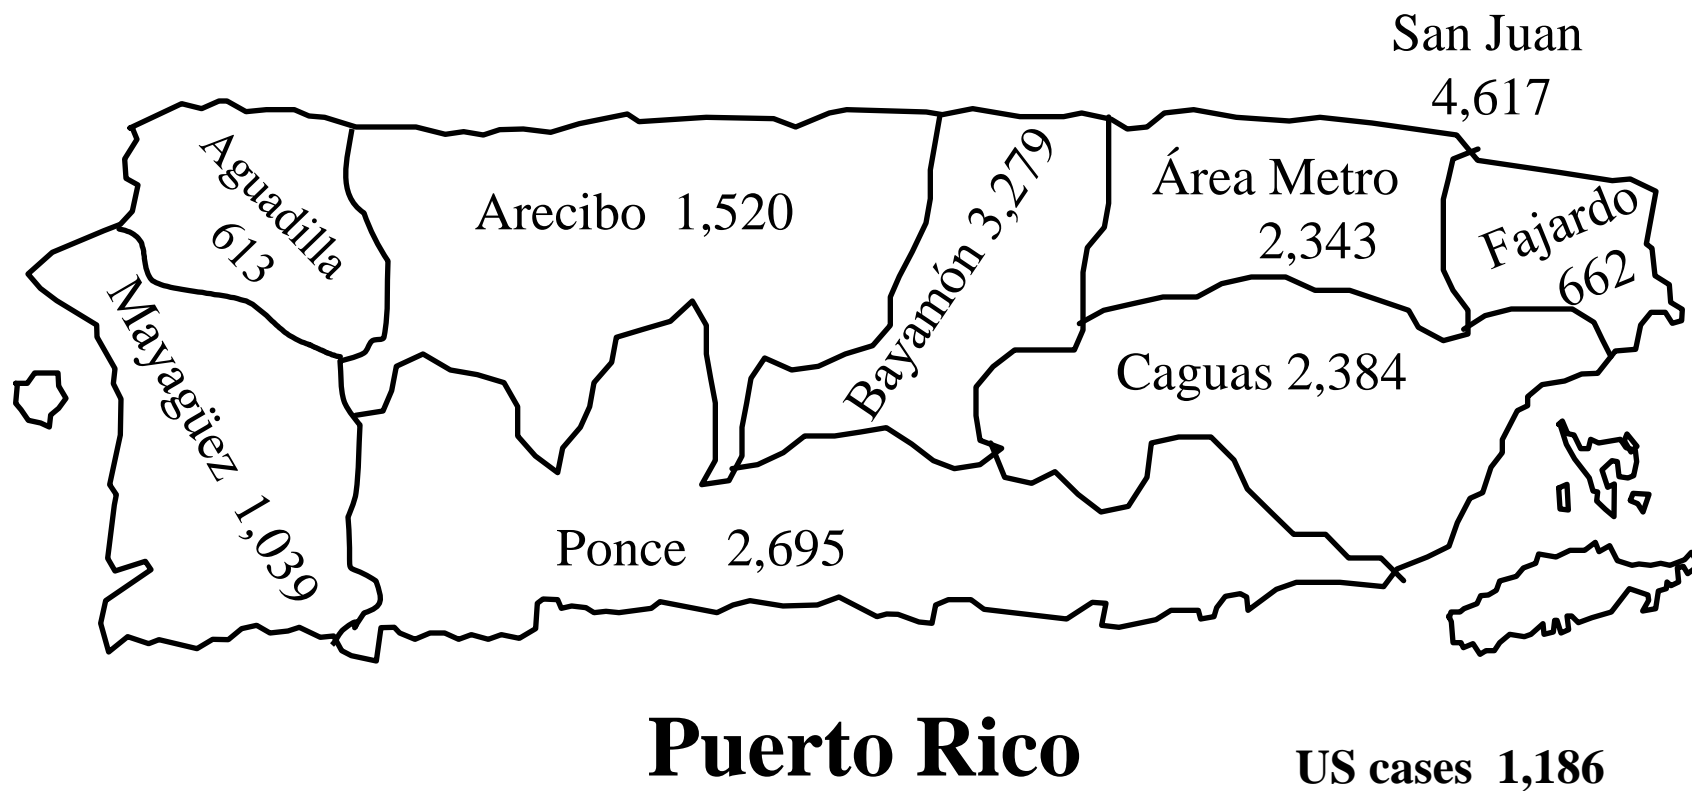 San Juan
4,617
Aguadilla
613
Arecibo 1,520
Bayamón 3,279
Área Metro
2,343
Fajardo
662
Mayagüez 1,039
Caguas 2,384
Ponce 2,695
Puerto Rico
US cases 1,186